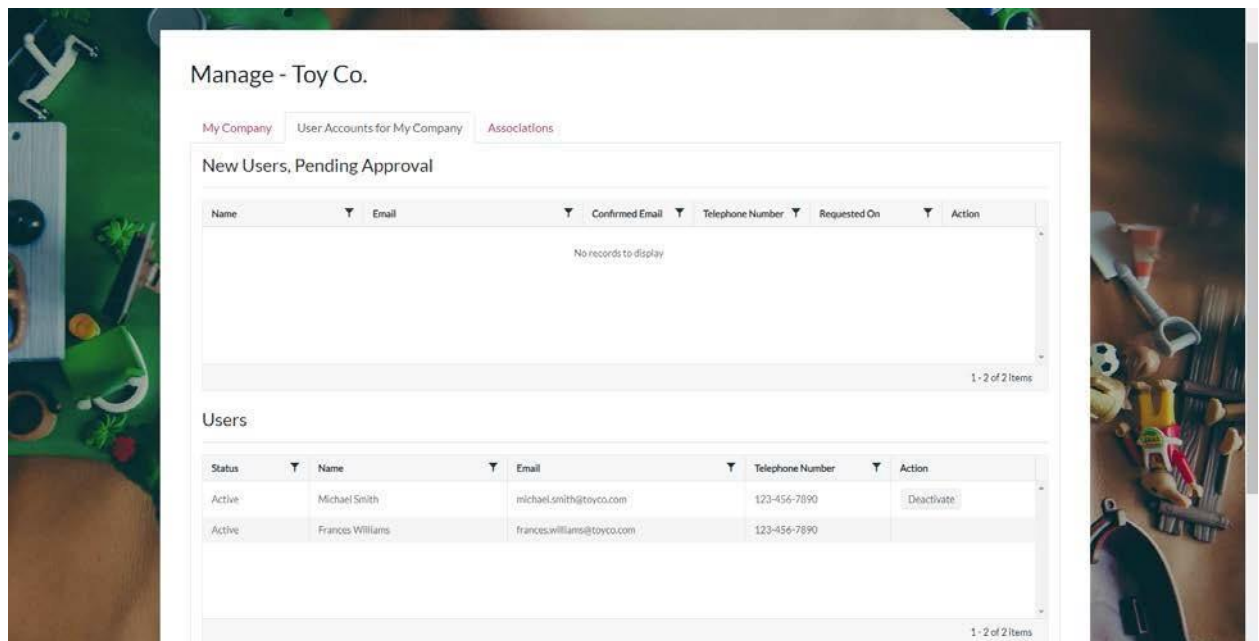 Manage - Toy Co.
My Company User Accounts for My Company Associations
New Users, Pending Approval
Name Email Confirmed Email Telephone Number Requested On Action
No records to display
1 - 2 of 2 items
Users
Status Name Email Telephone Number Action
Active Michael Smith michael.smith@toyco.com 123-456-7890 Deactivate
Active Frances Williams frances.williams@toyco.com 123-456-7890
1 - 2 of 2 items